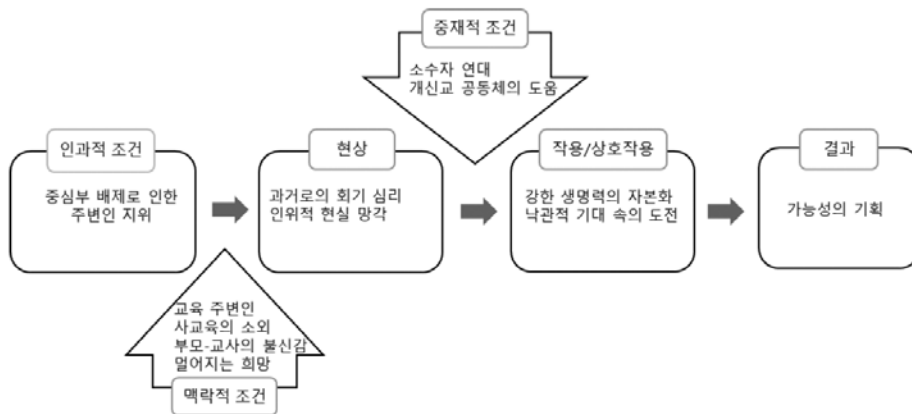 중재적 조건
소수자 연대
개신교 공동체의 도움
인과적 조건
중심부 배제로 인한
주변인 지위
현상
과거로의 회기 심리
인위적 현실 망각
작용/상호작용
강한 생명력의 자본화
낙관적 기대 속의 도전
결과
가능성의 기획
교육 주변인
사교육의 소외
부모-교사의 불신감
멀어지는 희망
맥락적 조건